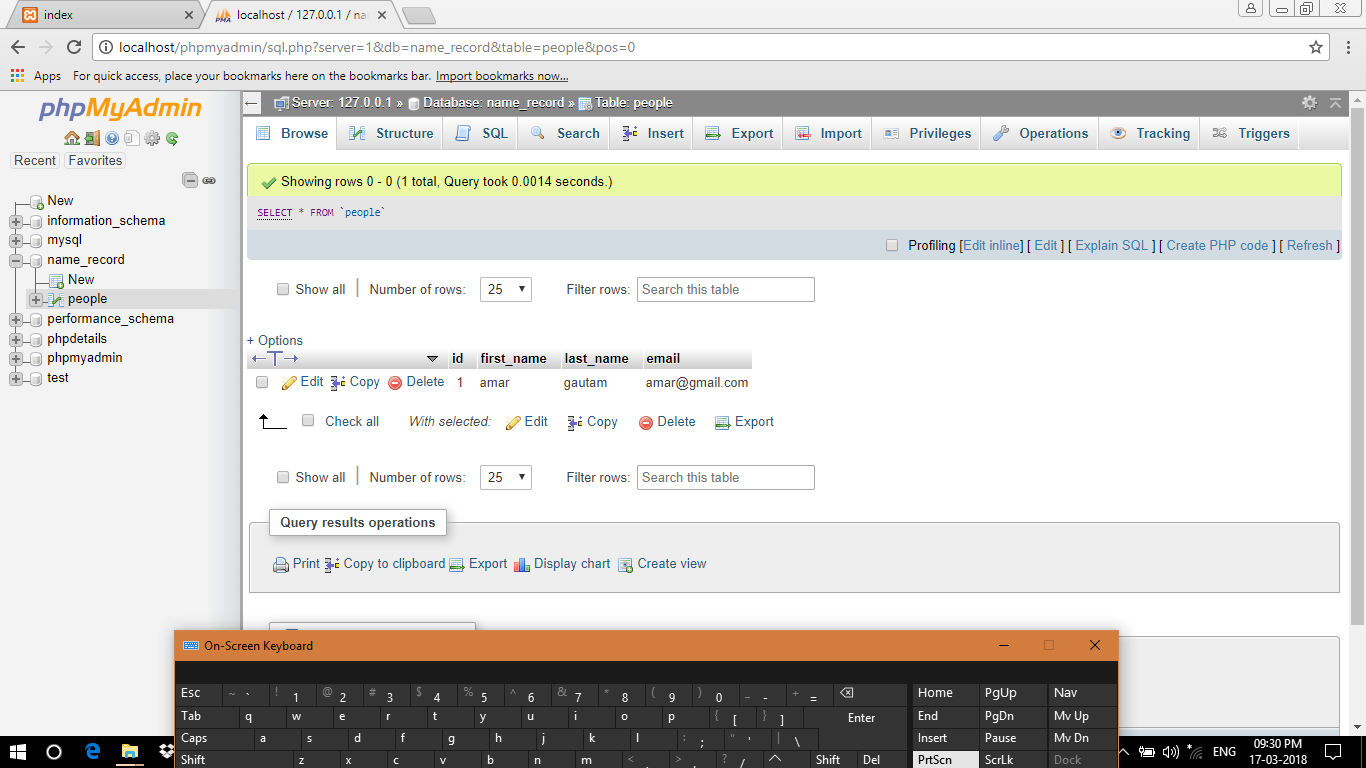 index
localhost / 127.0.0.1 / na
localhost/phpmyadmin/sql.php?server=1&db=name_record&table=people&pos=0
Apps For quick access, place your bookmarks here on the bookmarks bar. Import bookmarks now...
phpMyAdmin
Recent Favorites
New
information_schema
mysql
name_record
New
people
performance_schema
phpdetails
phpmyadmin
test
Server: 127.0.0.1 » Database: name_record » Table: people
Browse Structure SQL Search Insert Export Import Privileges Operations Tracking Triggers
Showing rows 0 - 0 (1 total, Query took 0.0014 seconds.)
SELECT * FROM `people`
Profiling [Edit inline] [ Edit ] [ Explain SQL ] [ Create PHP code ] [ Refresh ]
Show all Number of rows: 25 Filter rows: Search this table
+ Options
id first_name last_name email
Edit Copy Delete 1 amar gautam amar@gmail.com
Check all With selected: Edit Copy Delete Export
Show all Number of rows: 25 Filter rows: Search this table
Query results operations
Print Copy to clipboard Export Display chart Create view
On-Screen Keyboard
Esc ~ ` ! 1 @ 2 # 3 $ 4 % 5 ^ 6 & 7 * 8 ( 9 ) 0 _ - + = Home PgUp Nav
Tab q w e r t y u i o p { [ } ] Enter End PgDn Mv Up
Caps a s d f g h j k l : ; " ' | \ Insert Pause Mv Dn
Shift z x c v b n m < , > . ? / Shift Del PrtScn ScrLk Dock
ENG
09:30 PM
17-03-2018